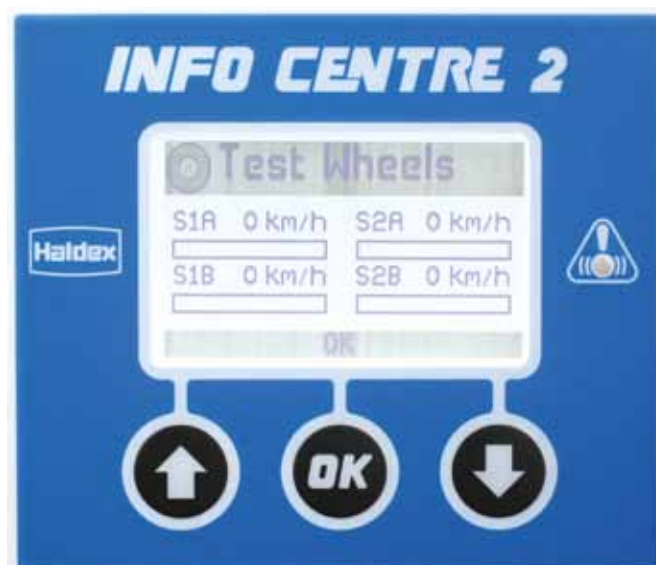 INFO CENTRE 2
Test Wheels
S1A 0 km/h S2A 0 km/h
Haldex
S1B 0 km/h S2B 0 km/h
OK
OK